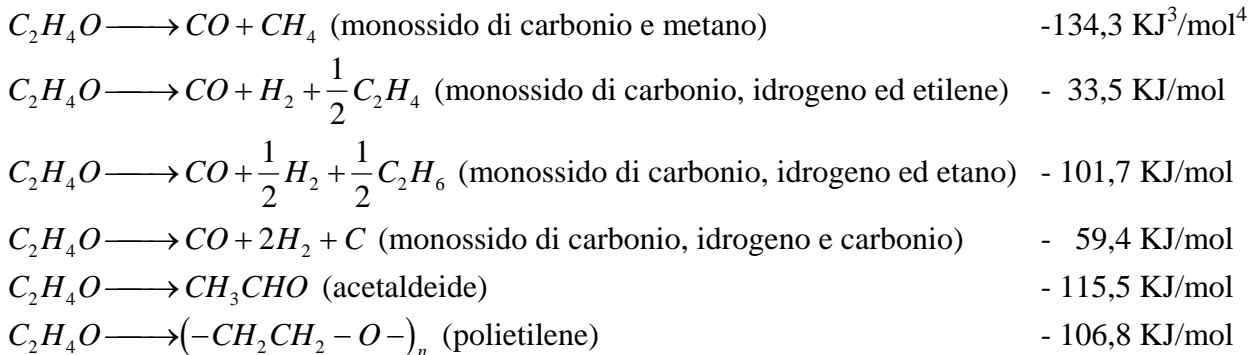 C₂H₄O ⟶ CO + CH₄ (monossido di carbonio e metano) -134,3 KJ³/mol⁴
C₂H₄O ⟶ CO + H₂ + 1/2 C₂H₄ (monossido di carbonio, idrogeno ed etilene) - 33,5 KJ/mol
C₂H₄O ⟶ CO + 1/2 H₂ + 1/2 C₂H₆ (monossido di carbonio, idrogeno ed etano) - 101,7 KJ/mol
C₂H₄O ⟶ CO + 2H₂ + C (monossido di carbonio, idrogeno e carbonio) - 59,4 KJ/mol
C₂H₄O ⟶ CH₃CHO (acetaldeide) - 115,5 KJ/mol
C₂H₄O ⟶ (−CH₂CH₂ − O −)ₙ (polietilene) - 106,8 KJ/mol